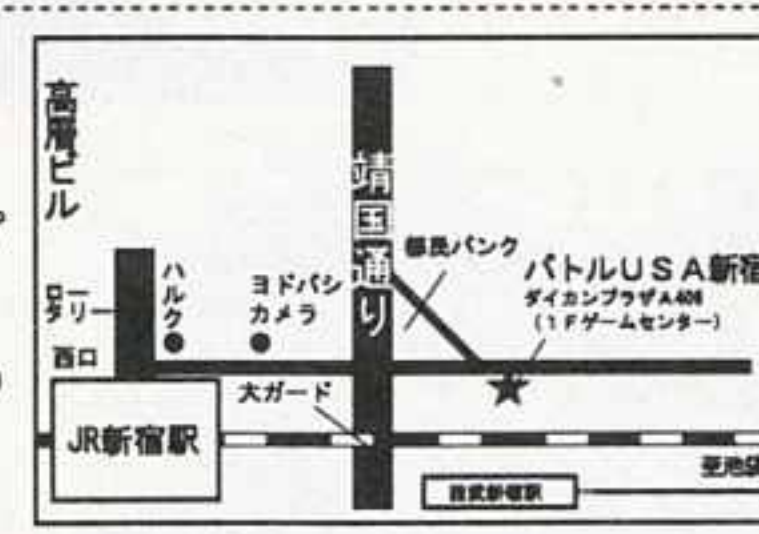 高層ビル
靖国通り
都民バンク
バトルUSA新宿
ダイカンプラザA406
(1Fゲームセンター)
ハルク
ヨドバシ
カメラ
ロータリー
西口
大ガード
JR新宿駅
西武新宿駅
至池袋